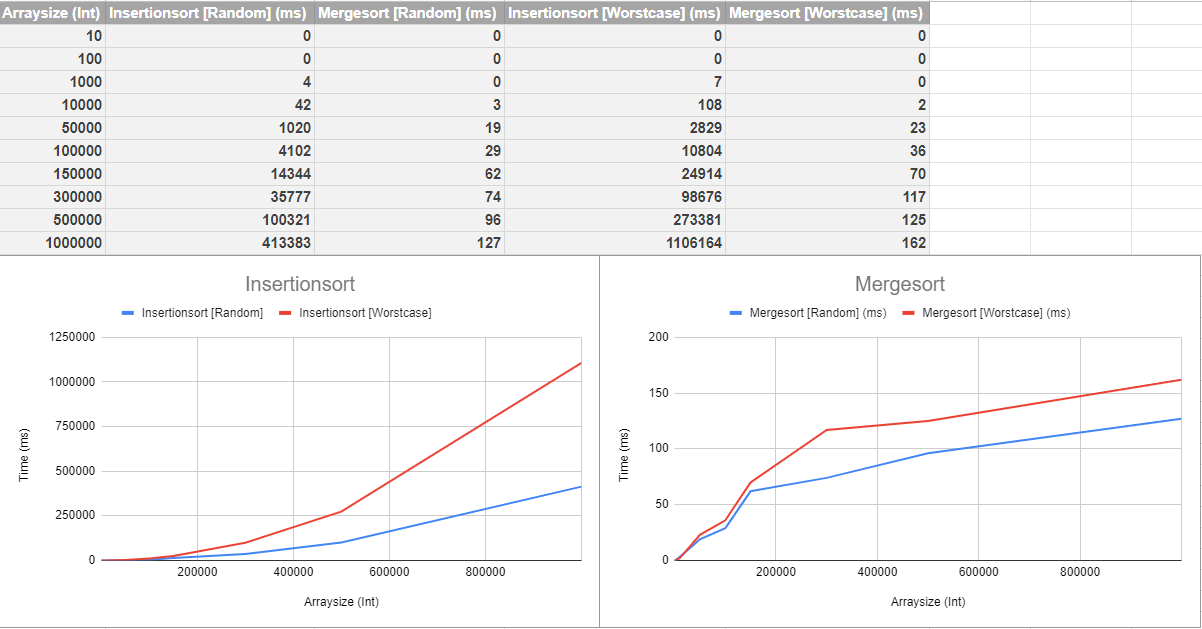 Arraysize (Int) Insertionsort [Random] (ms) Mergesort [Random] (ms) Insertionsort [Worstcase] (ms) Mergesort [Worstcase] (ms)
10 0 0 0 0
100 0 0 0 0
1000 4 0 7 0
10000 42 3 108 2
50000 1020 19 2829 23
100000 4102 29 10804 36
150000 14344 62 24914 70
300000 35777 74 98676 117
500000 100321 96 273381 125
1000000 413383 127 1106164 162
Insertionsort
Insertionsort [Random] Insertionsort [Worstcase]
1250000
1000000
750000
500000
250000
0
Time (ms)
200000 400000 600000 800000
Arraysize (Int)
Mergesort
Mergesort [Random] (ms) Mergesort [Worstcase] (ms)
200
150
100
50
0
Time (ms)
200000 400000 600000 800000
Arraysize (Int)